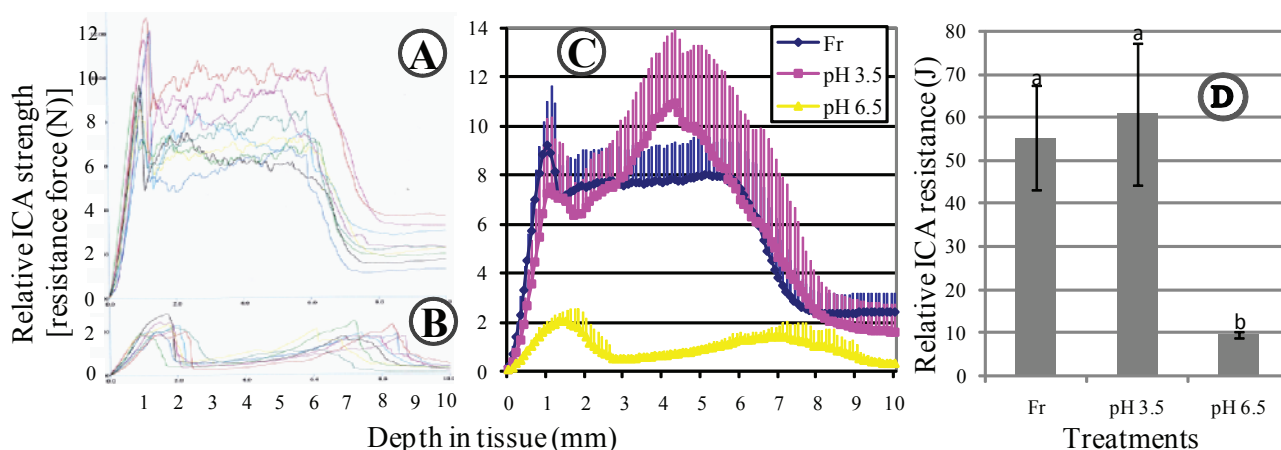 Relative ICA strength
[resistance force (N)]
12
10
8
6
4
2
0
A
2
0
B
1 2 3 4 5 6 7 8 9 10
14
12
10
8
6
4
2
0
C
Fr
pH 3.5
pH 6.5
0 1 2 3 4 5 6 7 8 9 10
Depth in tissue (mm)
Relative ICA resistance (J)
80
70
60
50
40
30
20
10
0
a
a
b
D
Fr pH 3.5 pH 6.5
Treatments